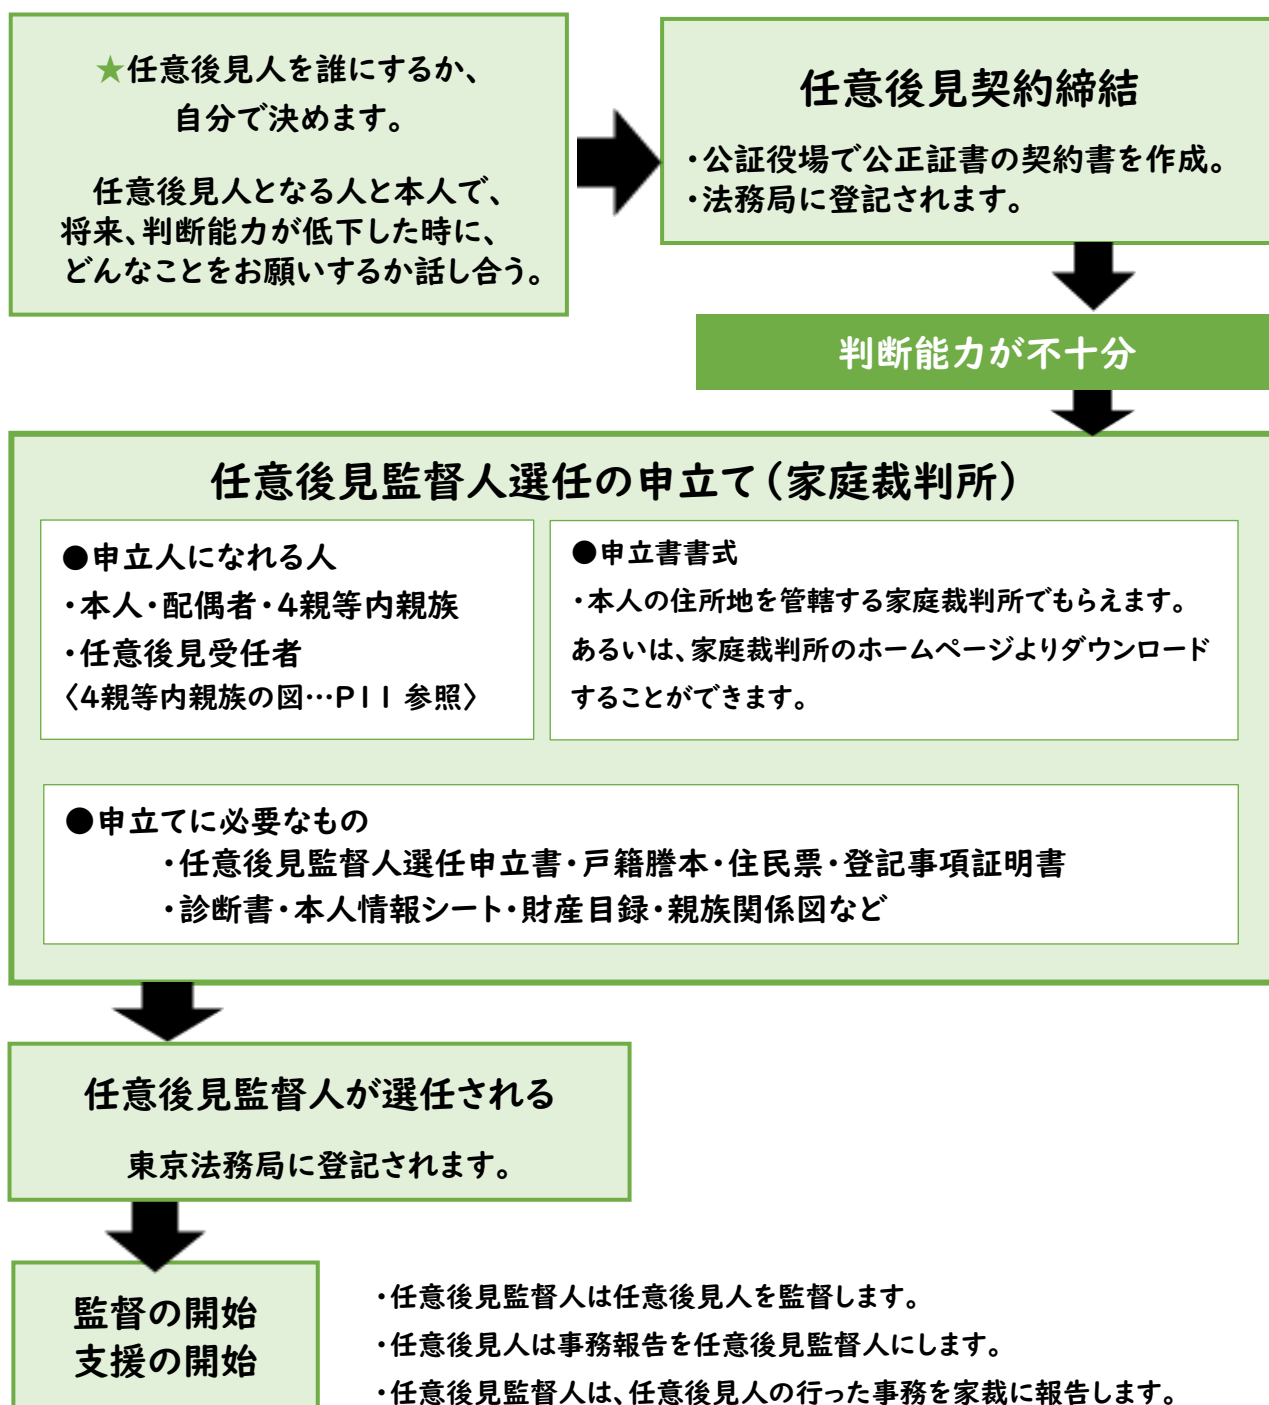 ★任意後見人を誰にするか、
自分で決めます。
任意後見人となる人と本人で、
将来、判断能力が低下した時に、
どんなことをお願いするか話し合う。
任意後見契約締結
・公証役場で公正証書の契約書を作成。
・法務局に登記されます。
判断能力が不十分
任意後見監督人選任の申立て(家庭裁判所)
●申立人になれる人
・本人・配偶者・4親等内親族
・任意後見受任者
〈4親等内親族の図…P11 参照〉
●申立書書式
・本人の住所地を管轄する家庭裁判所でもらえます。
あるいは、家庭裁判所のホームページよりダウンロード
することができます。
●申立てに必要なもの
・任意後見監督人選任申立書・戸籍謄本・住民票・登記事項証明書
・診断書・本人情報シート・財産目録・親族関係図など
任意後見監督人が選任される
東京法務局に登記されます。
監督の開始
支援の開始
・任意後見監督人は任意後見人を監督します。
・任意後見人は事務報告を任意後見監督人にします。
・任意後見監督人は、任意後見人の行った事務を家裁に報告します。